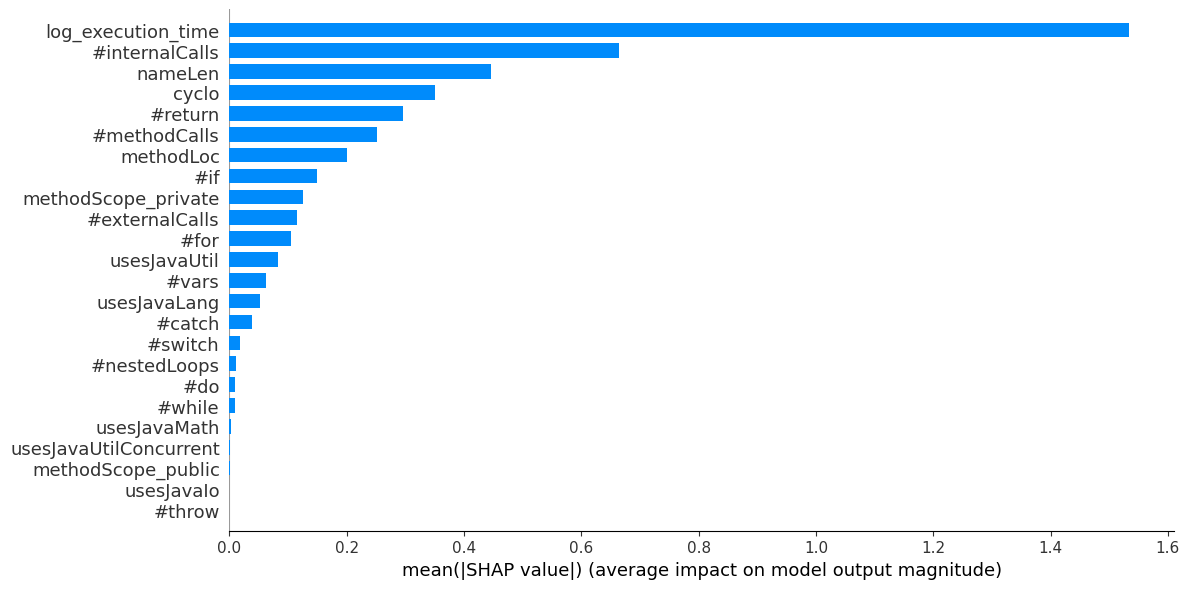 log_execution_time
#internalCalls
nameLen
cyclo
#return
#methodCalls
methodLoc
#if
methodScope_private
#externalCalls
#for
usesJavaUtil
#vars
usesJavaLang
#catch
#switch
#nestedLoops
#do
#while
usesJavaMath
usesJavaUtilConcurrent
methodScope_public
usesJavaIo
#throw
0.0 0.2 0.4 0.6 0.8 1.0 1.2 1.4 1.6
mean(|SHAP value|) (average impact on model output magnitude)